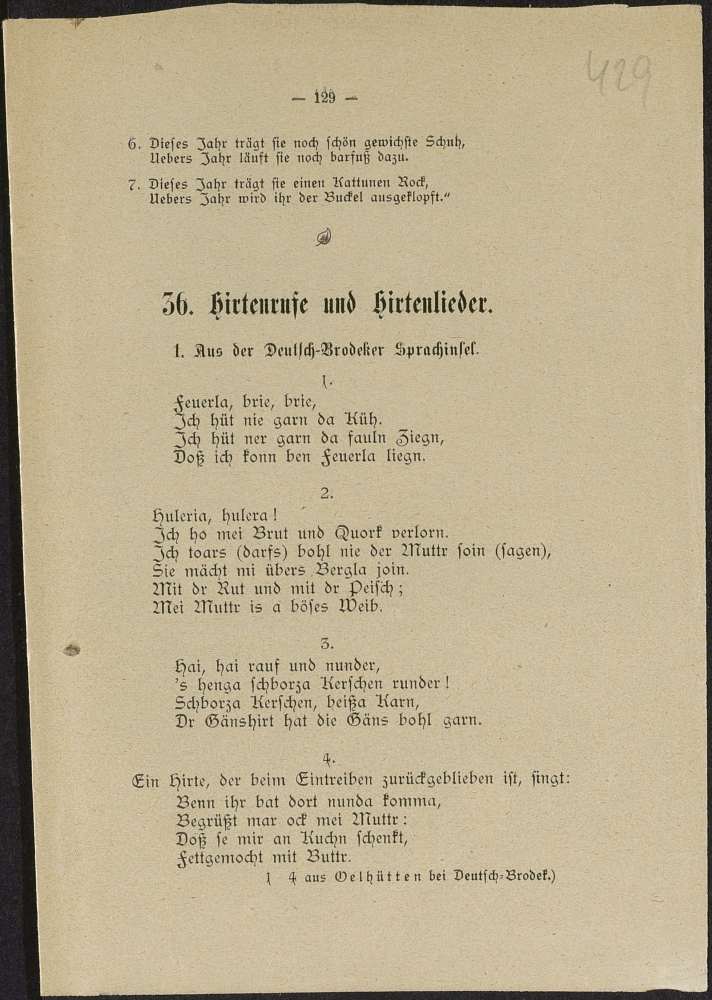 — 129 —
429
6. Dieses Jahr trägt sie noch schön gewichste Schuh,
Uebers Jahr läuft sie noch barfuß dazu.
7. Dieses Jahr trägt sie einen Kattunen Rock,
Uebers Jahr wird ihr der Buckel ausgeklopft.“
36. Hirtenrufe und Hirtenlieder.
1. Aus der Deutsch-Brodeker Sprachinsel.
1.
Feuerla, brie, brie,
Ich hüt nie garn da Küh.
Ich hüt ner garn da fauln Ziegn,
Doß ich konn ben Feuerla liegn.
2.
Huleria, hulera!
Ich ho mei Brut und Quork verlorn.
Ich toars (darfs) bohl nie der Muttr soin (sagen),
Sie mächt mi übers Bergla join.
Mit dr Rut und mit dr Peisch;
Mei Muttr is a böses Weib.
3.
Hai, hai rauf und nunder,
's henga schborza Kerschen runder!
Schborza Kerschen, beißa Karn,
Dr Gänshirt hat die Gäns bohl garn.
4.
Ein Hirte, der beim Eintreiben zurückgeblieben ist, singt:
Benn ihr bat dort nunda komma,
Begrüßt mar ock mei Muttr:
Doß se mir an Kuchn schenkt,
Fettgemocht mit Buttr.
1 4 aus Oelhütten bei Deutsch-Brodek.)